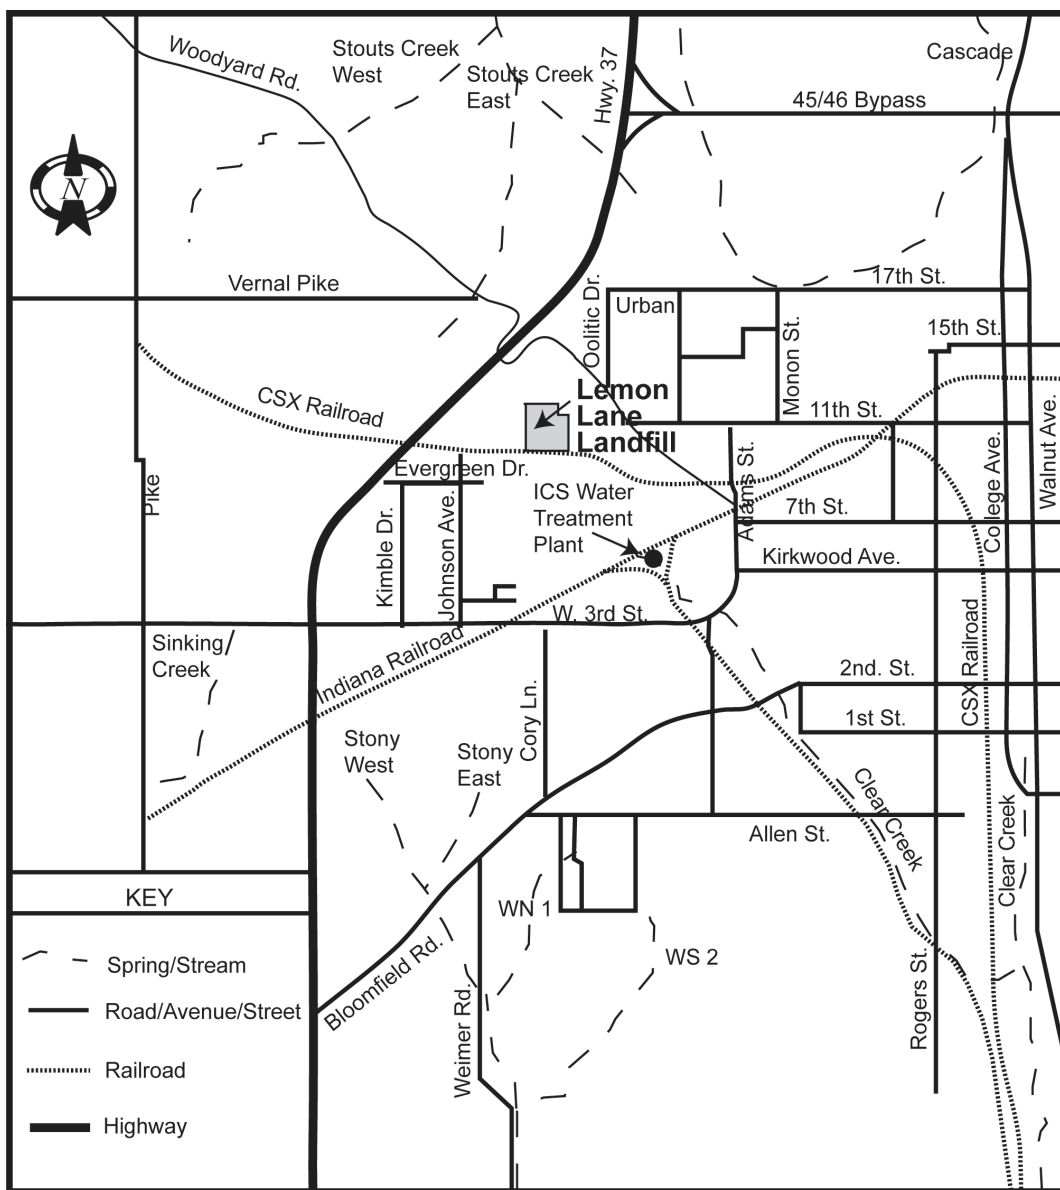 Woodyard Rd.
Stouts Creek
West
Stouts Creek
East
Hwy. 37
Cascade
45/46 Bypass
N
Vernal Pike
Oolitic Dr.
Urban
17th St.
15th St.
Monon St.
CSX Railroad
Lemon
Lane
Landfill
11th St.
Walnut Ave.
Evergreen Dr.
Pike
ICS Water
Treatment
Plant
Adams St.
7th St.
College Ave.
Kimble Dr.
Johnson Ave.
Kirkwood Ave.
W. 3rd St.
Sinking
Creek
Indiana Railroad
2nd. St.
CSX Railroad
1st St.
Cory Ln.
Stony
West
Stony
East
Clear Creek
Clear Creek
Allen St.
KEY
WN 1
WS 2
Bloomfield Rd.
Weimer Rd.
Rogers St.
Spring/Stream
Road/Avenue/Street
Railroad
Highway